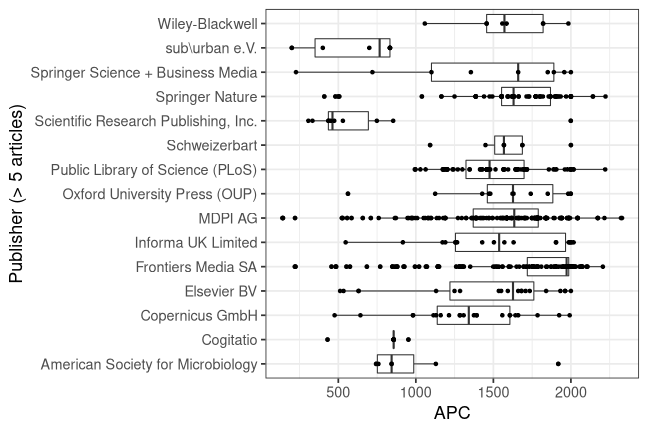 Publisher (> 5 articles)
Wiley-Blackwell
sub\urban e.V.
Springer Science + Business Media
Springer Nature
Scientific Research Publishing, Inc.
Schweizerbart
Public Library of Science (PLoS)
Oxford University Press (OUP)
MDPI AG
Informa UK Limited
Frontiers Media SA
Elsevier BV
Copernicus GmbH
Cogitatio
American Society for Microbiology
500 1000 1500 2000
APC